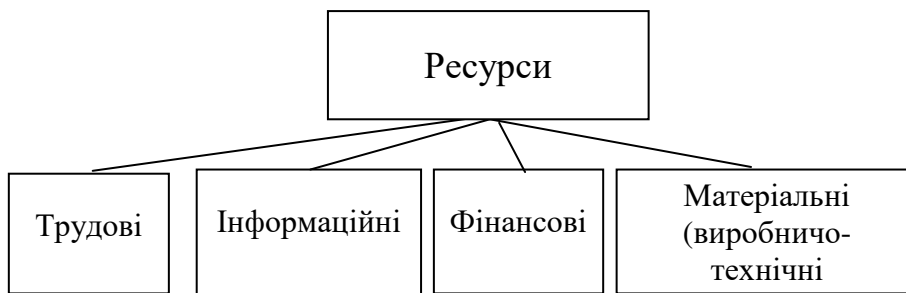 Ресурси
Трудові
Інформаційні
Фінансові
Матеріальні
(виробничо-
технічні